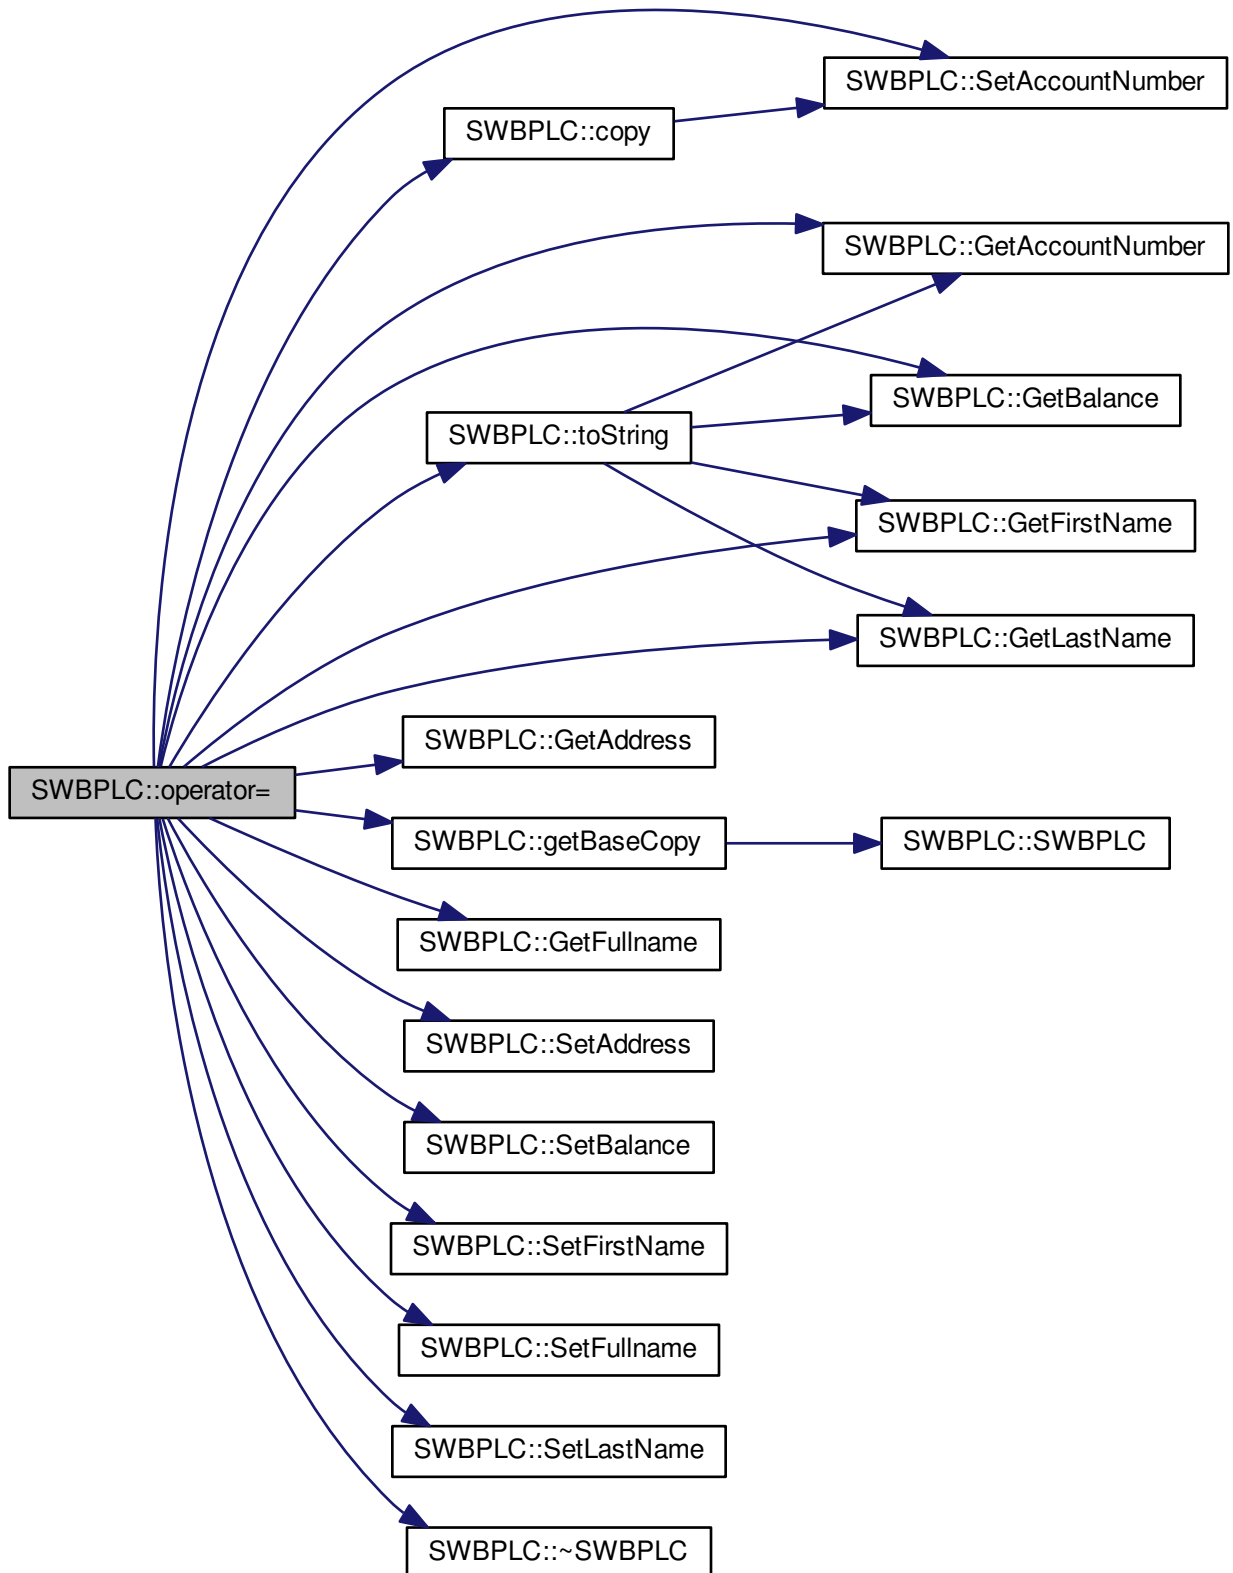 SWBPLC::SetAccountNumber
SWBPLC::copy
SWBPLC::GetAccountNumber
SWBPLC::GetBalance
SWBPLC::toString
SWBPLC::GetFirstName
SWBPLC::GetLastName
SWBPLC::GetAddress
SWBPLC::operator=
SWBPLC::getBaseCopy
SWBPLC::SWBPLC
SWBPLC::GetFullname
SWBPLC::SetAddress
SWBPLC::SetBalance
SWBPLC::SetFirstName
SWBPLC::SetFullname
SWBPLC::SetLastName
SWBPLC::~SWBPLC